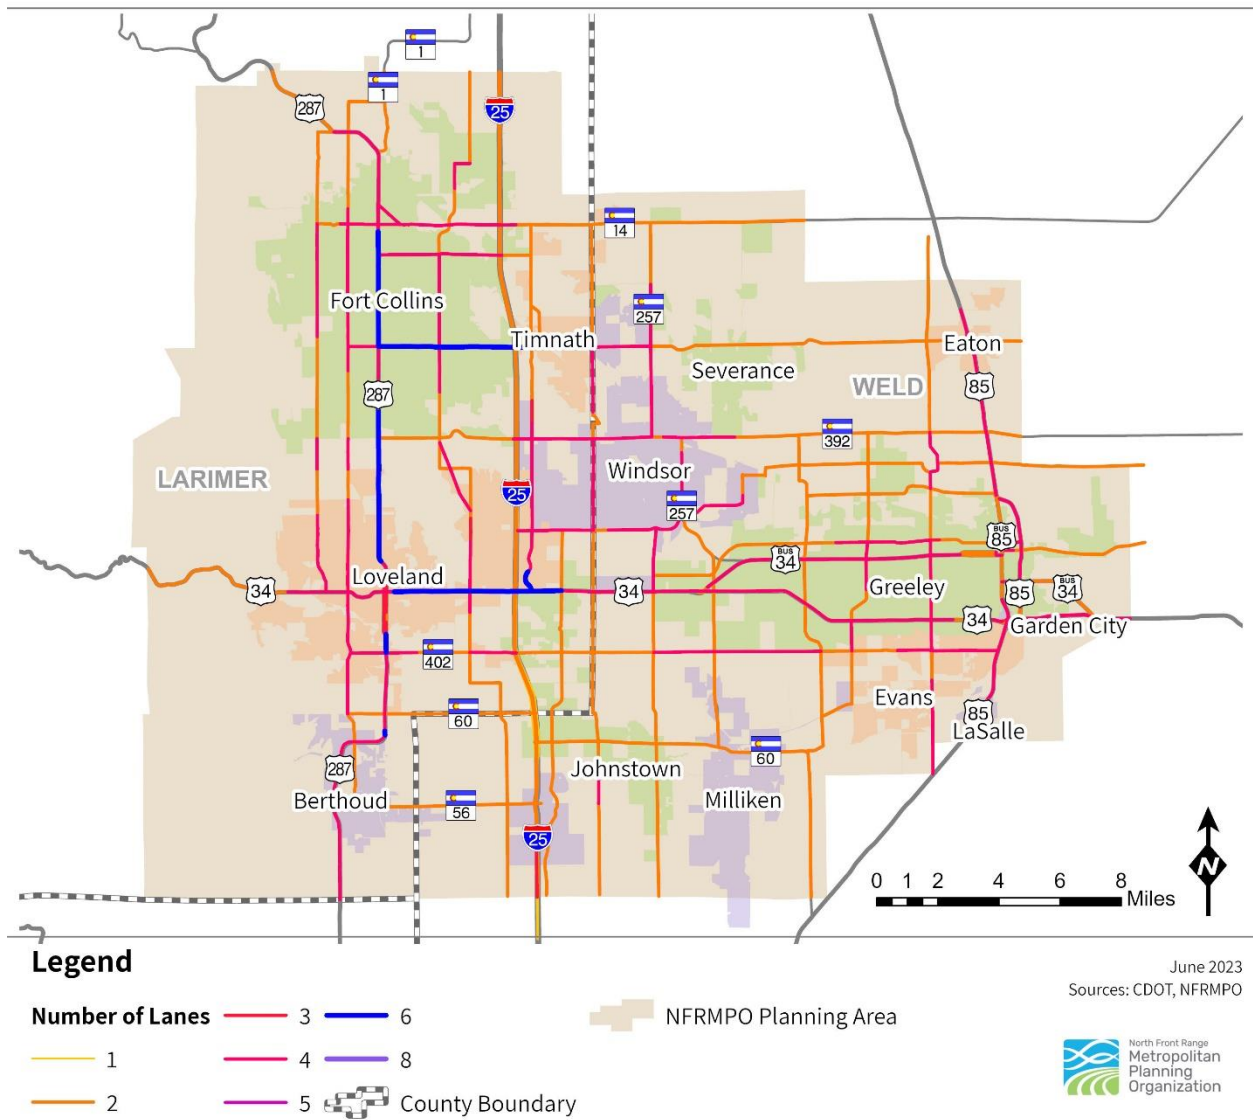 1
1
287
25
14
Fort Collins
257
Timnath
Eaton
Severance
WELD
85
287
392
LARIMER
Windsor
25
257
BUS
85
BUS
34
Loveland
34
34
Greeley
85
BUS
34
34
Garden City
402
Evans
60
85
LaSalle
60
287
Johnstown
Berthoud
Milliken
56
25
N
0 1 2 4 6 8
Miles
Legend
June 2023
Sources: CDOT, NFRMPO
Number of Lanes
3
6
NFRMPO Planning Area
1
4
8
2
5
County Boundary
North Front Range
Metropolitan
Planning
Organization